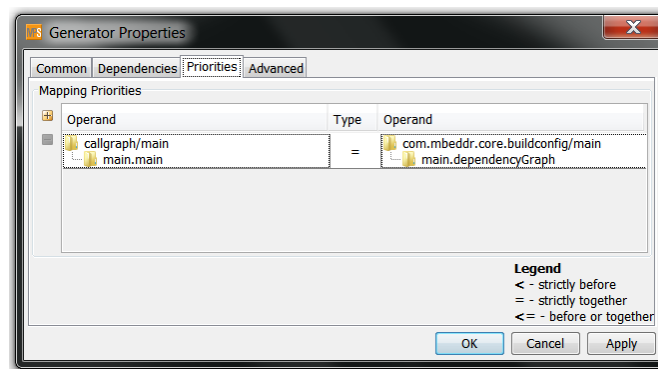 MPS Generator Properties
Common Dependencies Priorities Advanced
Mapping Priorities
Operand Type Operand
callgraph/main = com.mbeddr.core.buildconfig/main
main.main main.dependencyGraph
Legend
< - strictly before
= - strictly together
<= - before or together
OK Cancel Apply